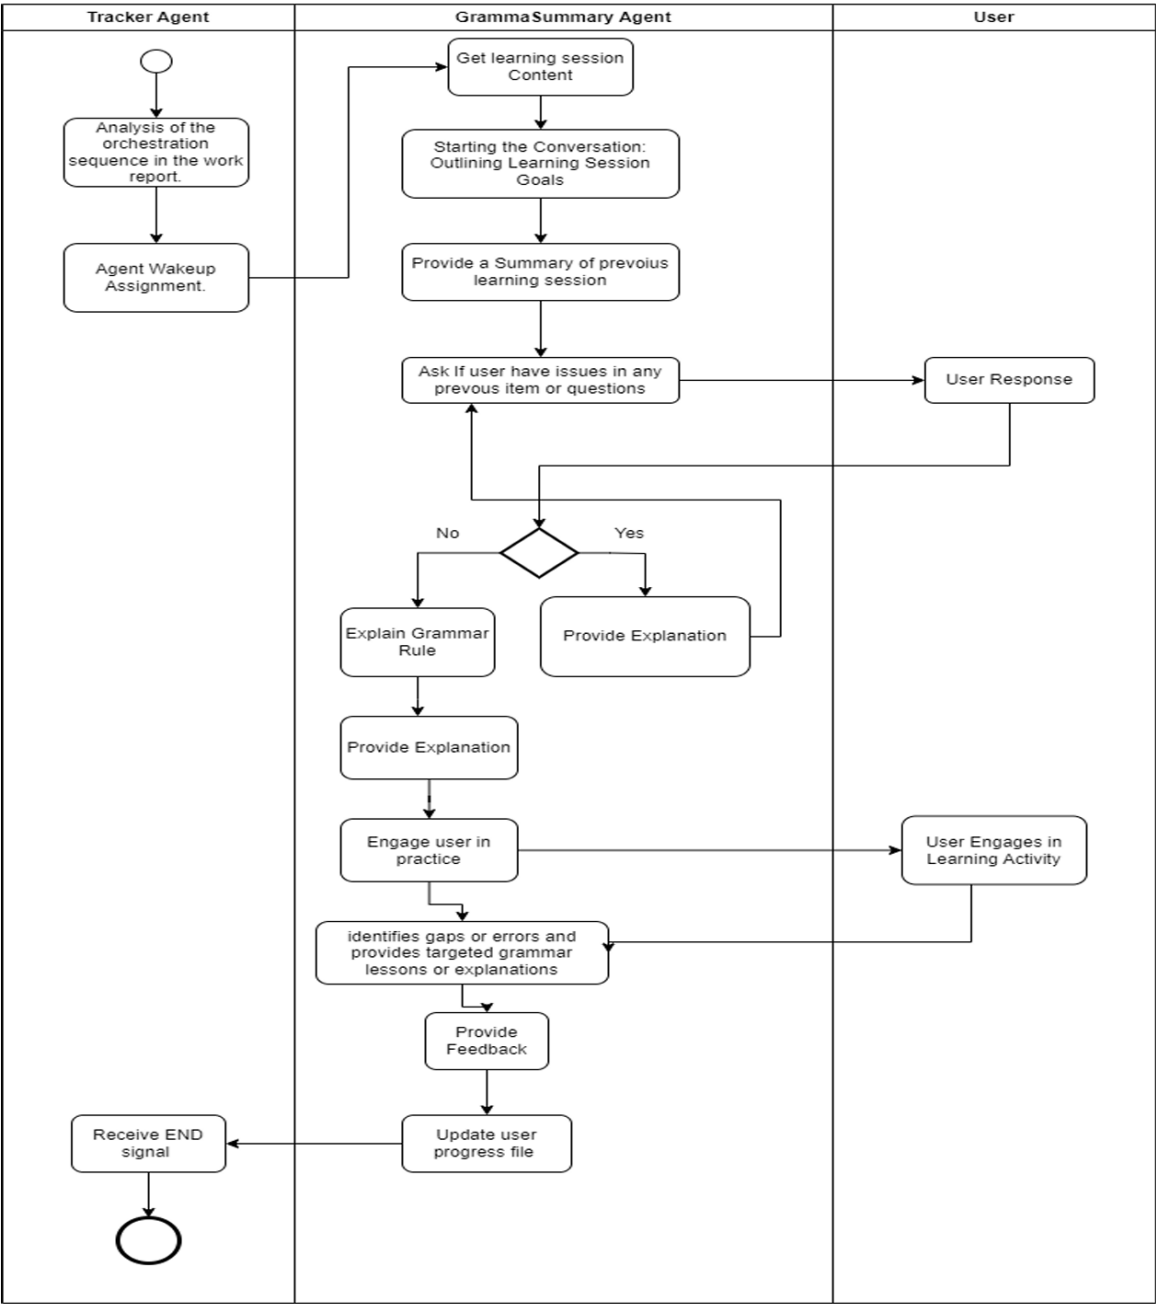 Tracker Agent
GrammaSummary Agent
User
Get learning session
Content
Analysis of the
orchestration
sequence in the work
report.
Starting the Conversation:
Outlining Learning Session
Goals
Agent Wakeup
Assignment.
Provide a Summary of prevoius
learning session
Ask If user have issues in any
prevous item or questions
User Response
No
Yes
Explain Grammar
Rule
Provide Explanation
Provide Explanation
Engage user in
practice
User Engages in
Learning Activity
identifies gaps or errors and
provides targeted grammar
lessons or explanations
Provide
Feedback
Receive END
signal
Update user
progress file